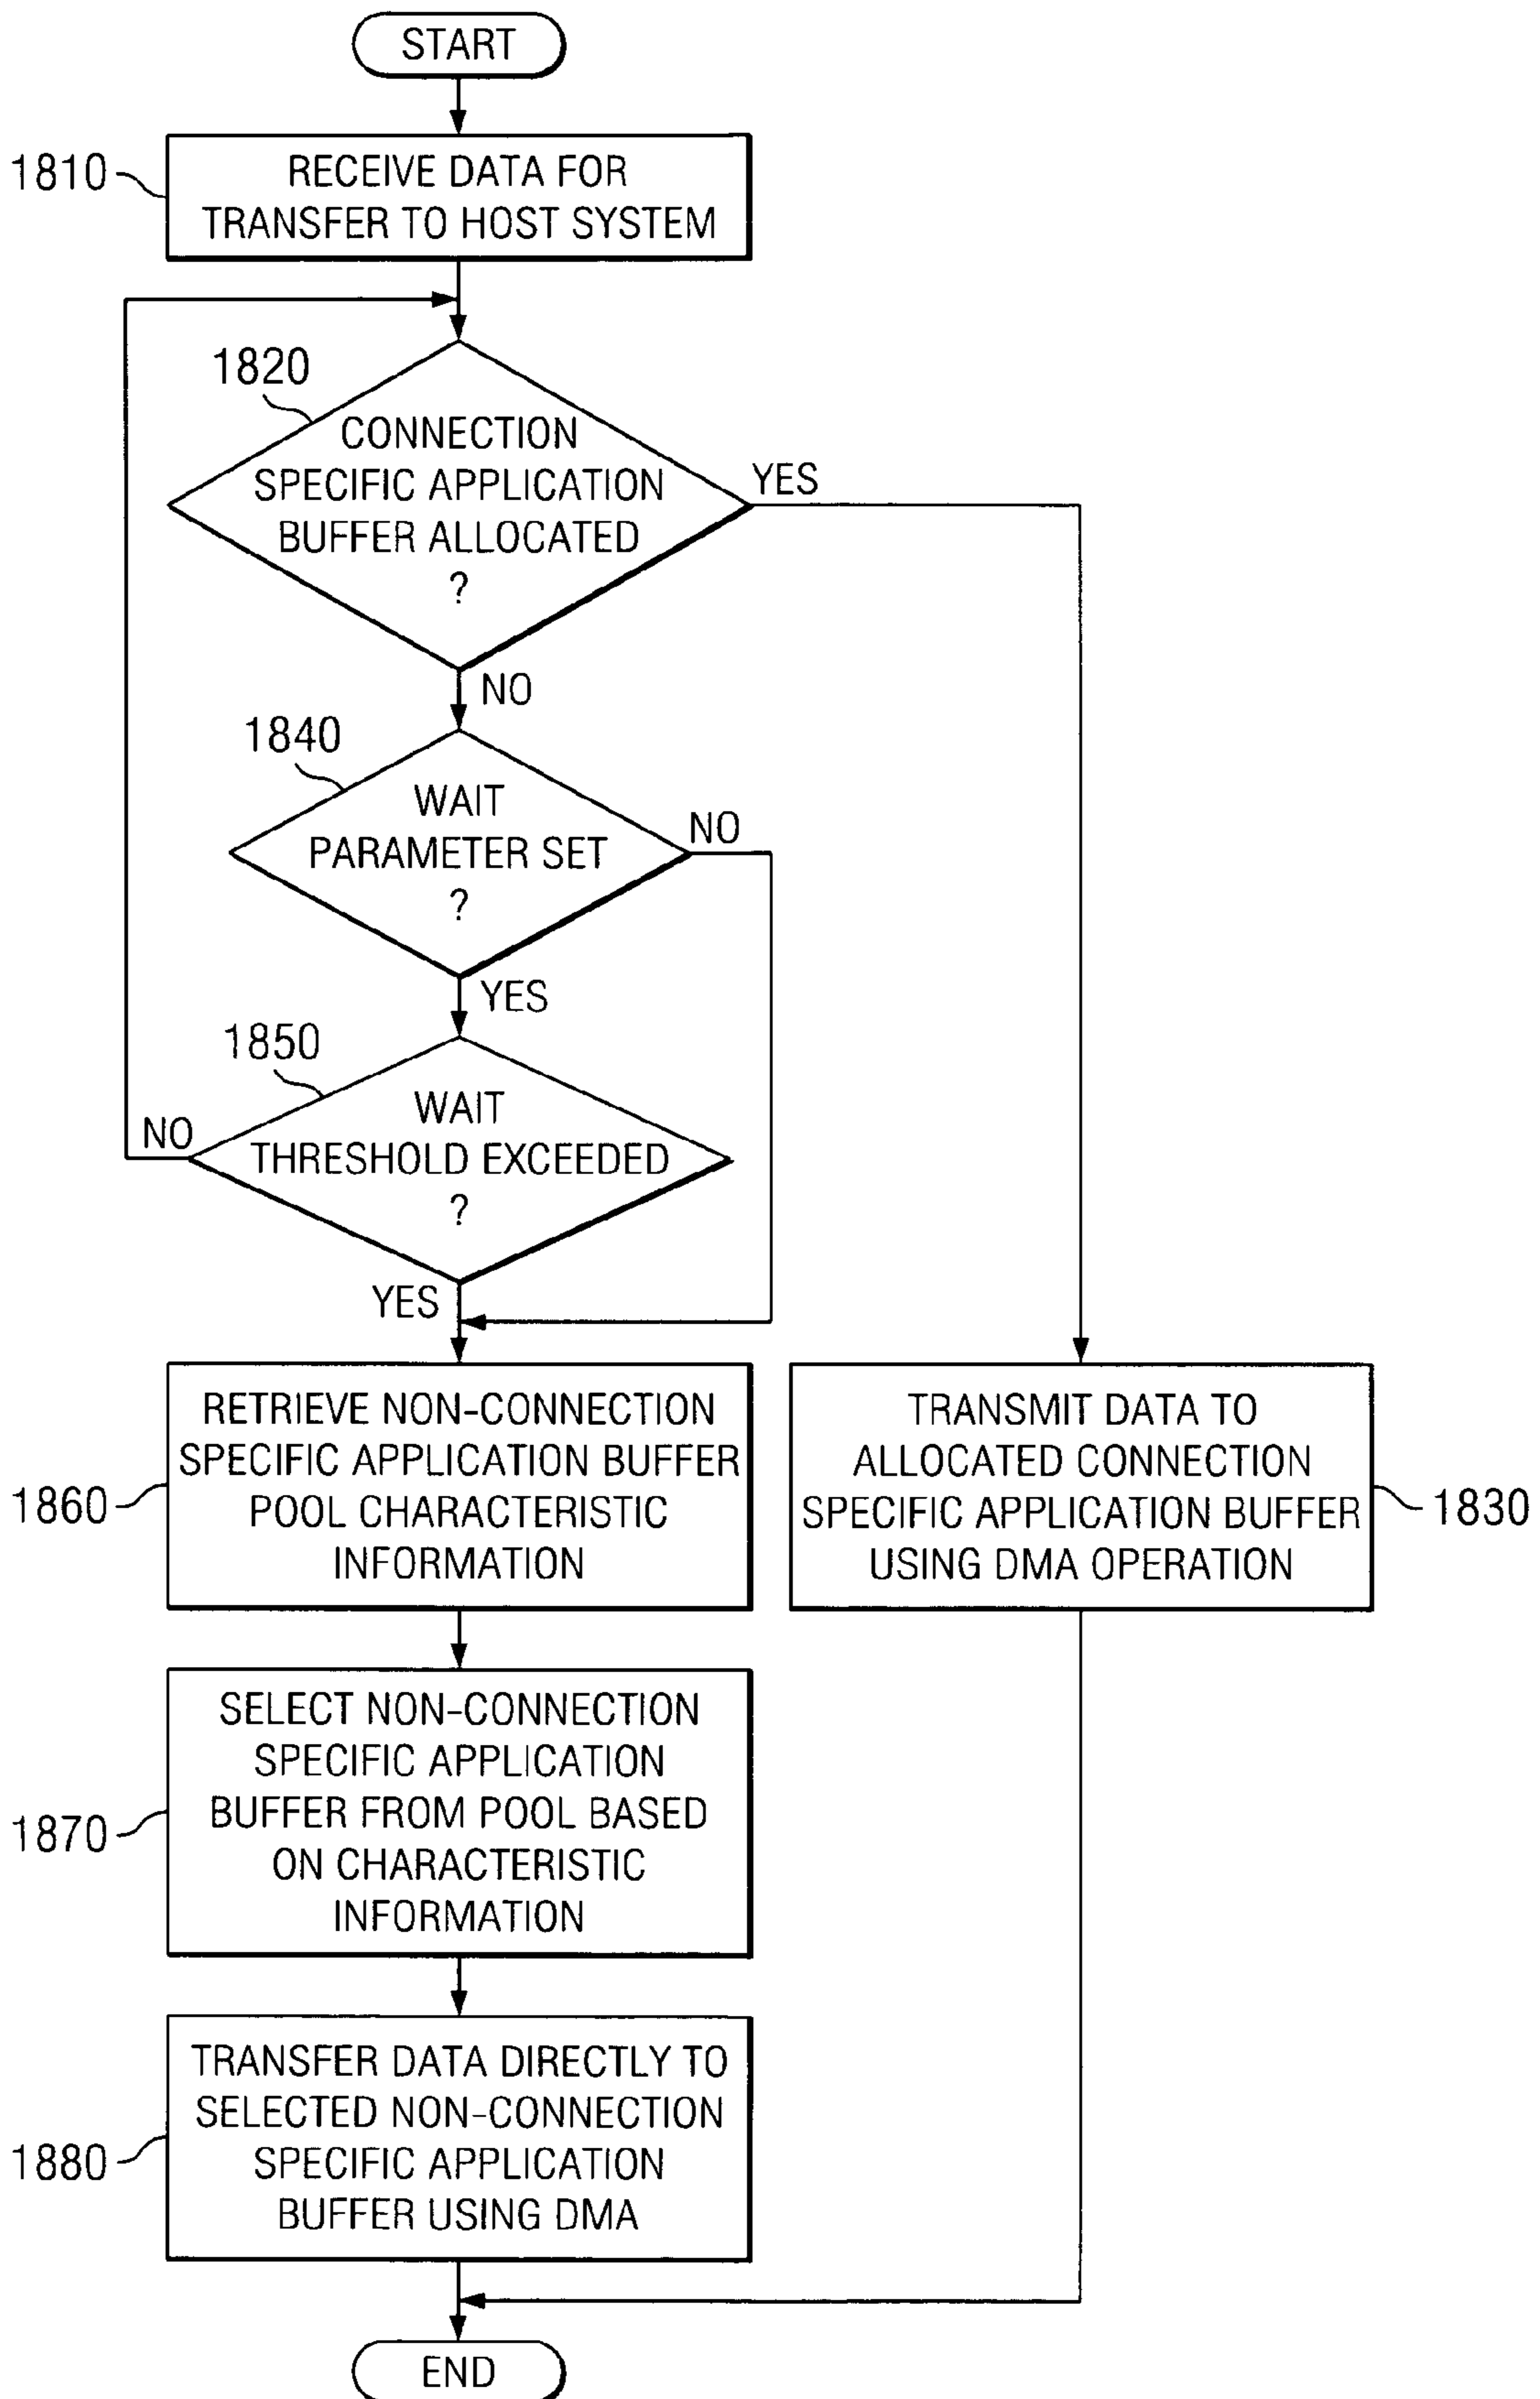 START
1810
RECEIVE DATA FOR
TRANSFER TO HOST SYSTEM
1820
CONNECTION
SPECIFIC APPLICATION
BUFFER ALLOCATED
?
YES
NO
1840
WAIT
PARAMETER SET
?
NO
YES
1850
WAIT
THRESHOLD EXCEEDED
?
NO
YES
1860
RETRIEVE NON-CONNECTION
SPECIFIC APPLICATION BUFFER
POOL CHARACTERISTIC
INFORMATION
TRANSMIT DATA TO
ALLOCATED CONNECTION
SPECIFIC APPLICATION BUFFER
USING DMA OPERATION
1830
1870
SELECT NON-CONNECTION
SPECIFIC APPLICATION
BUFFER FROM POOL BASED
ON CHARACTERISTIC
INFORMATION
1880
TRANSFER DATA DIRECTLY TO
SELECTED NON-CONNECTION
SPECIFIC APPLICATION
BUFFER USING DMA
END